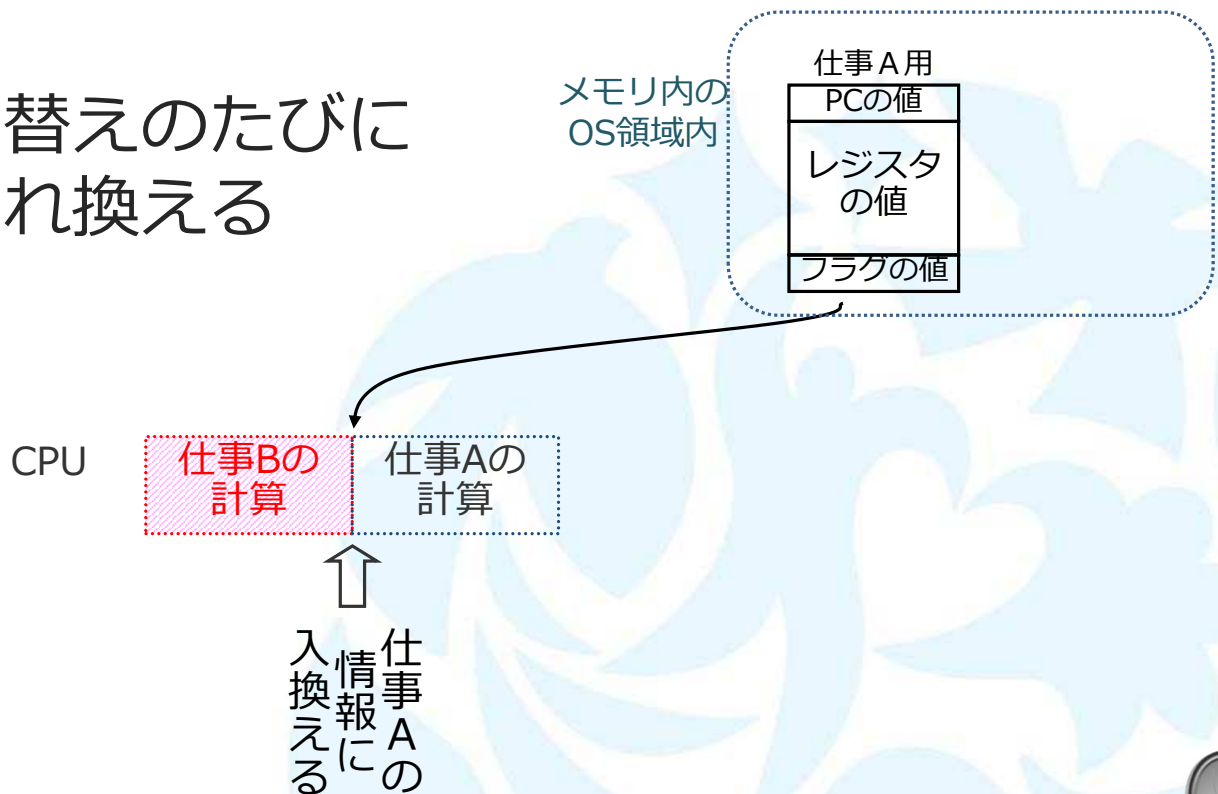 替えのたびに
れ換える
メモリ内の
OS領域内
仕事A用
PCの値
レジスタ
の値
フラグの値
CPU
仕事Bの
計算
仕事Aの
計算
仕事Aの
情報に
入換える